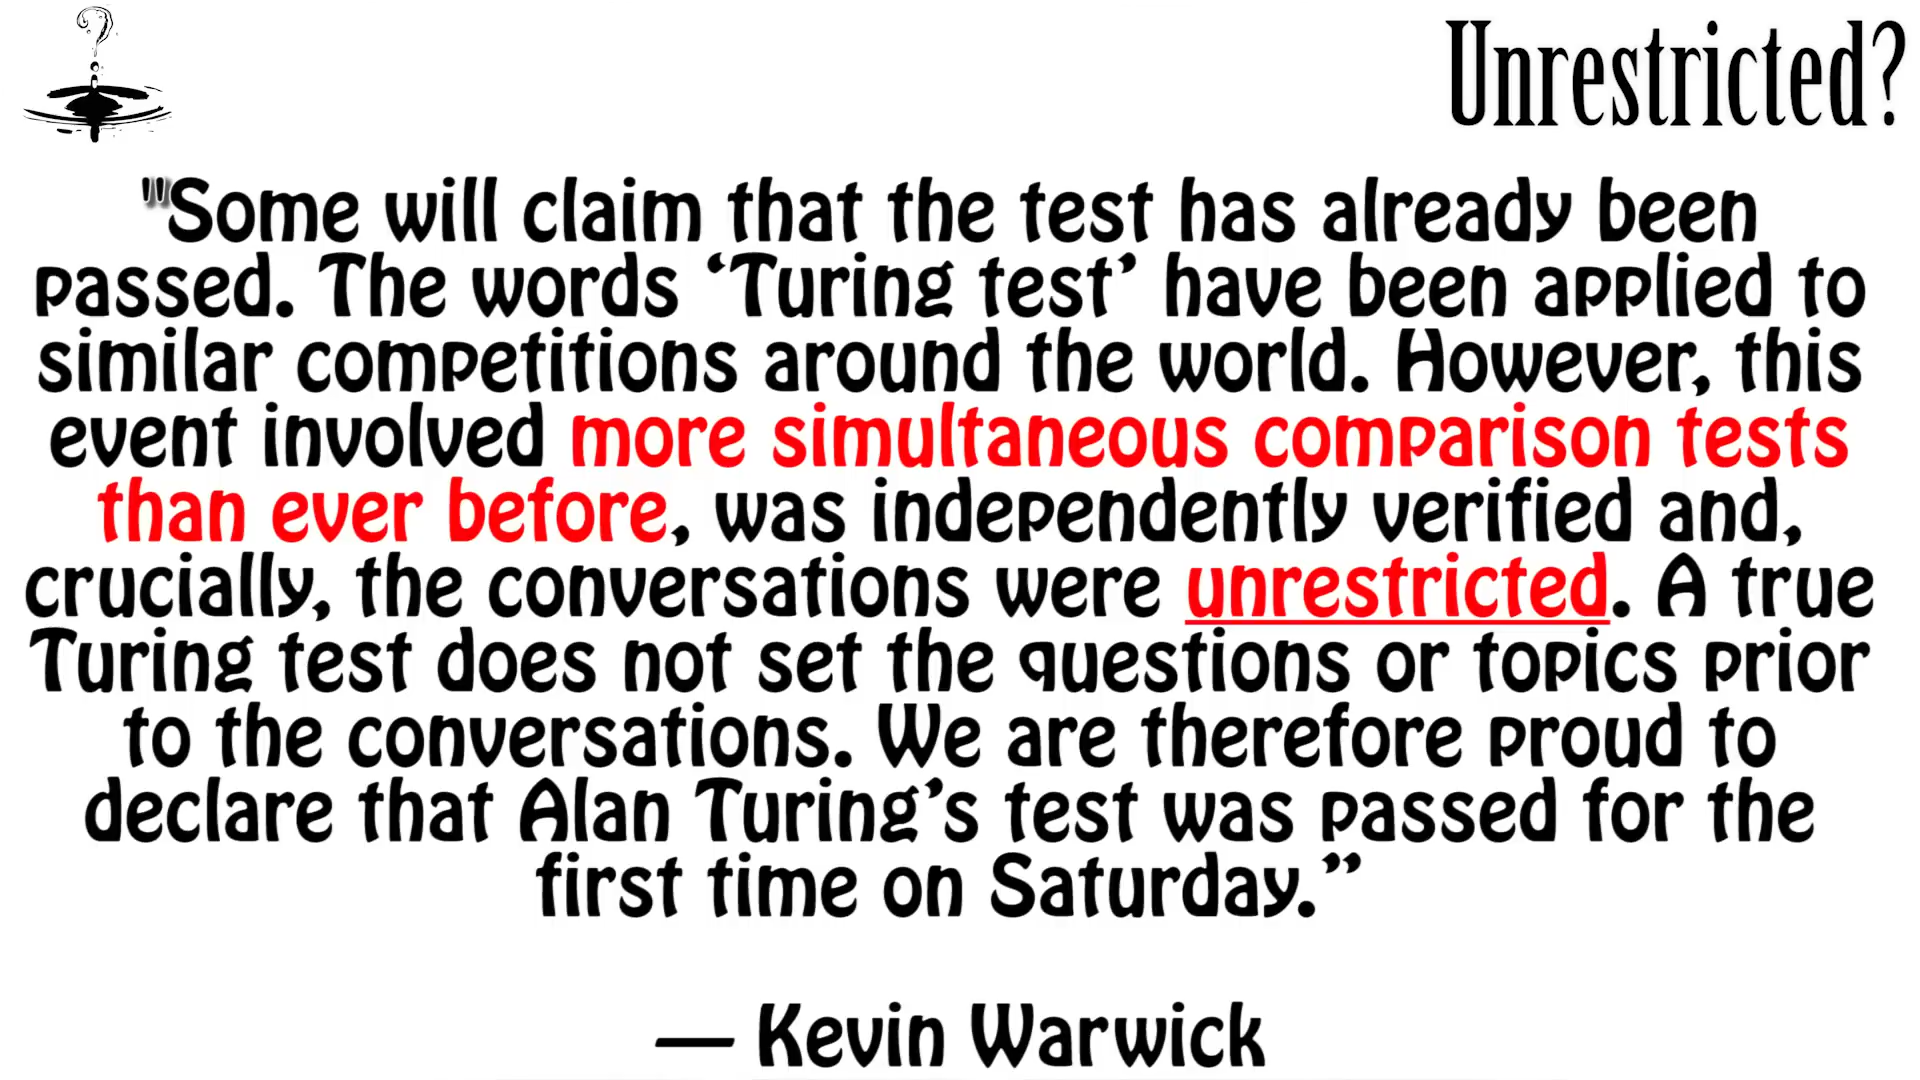 Unrestricted?
"Some will claim that the test has already been
passed. The words ‘Turing test’ have been applied to
similar competitions around the world. However, this
event involved more simultaneous comparison tests
than ever before, was independently verified and,
crucially, the conversations were unrestricted. A true
Turing test does not set the questions or topics prior
to the conversations. We are therefore proud to
declare that Alan Turing’s test was passed for the
first time on Saturday.”
— Kevin Warwick